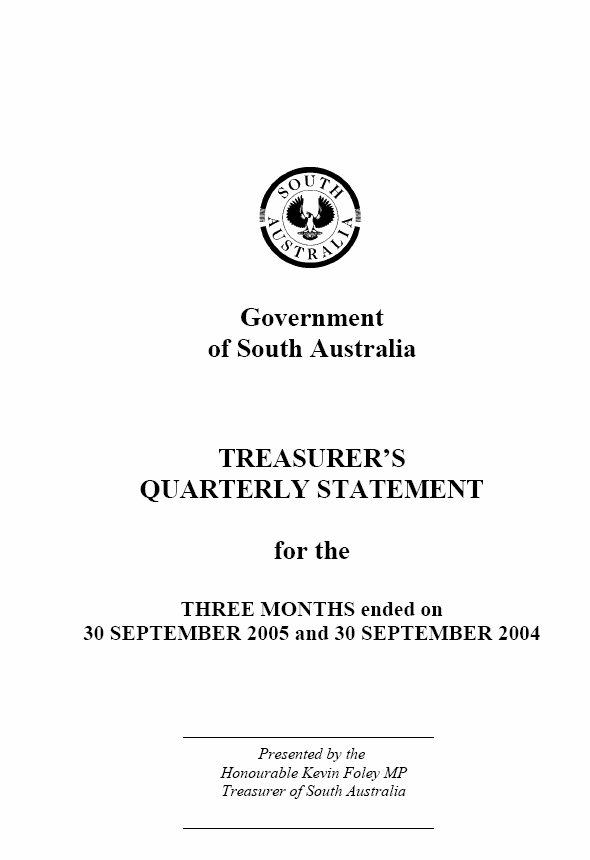 SOUTH
AUSTRALIA
Government
of South Australia
TREASURER’S
QUARTERLY STATEMENT
for the
THREE MONTHS ended on
30 SEPTEMBER 2005 and 30 SEPTEMBER 2004
Presented by the
Honourable Kevin Foley MP
Treasurer of South Australia